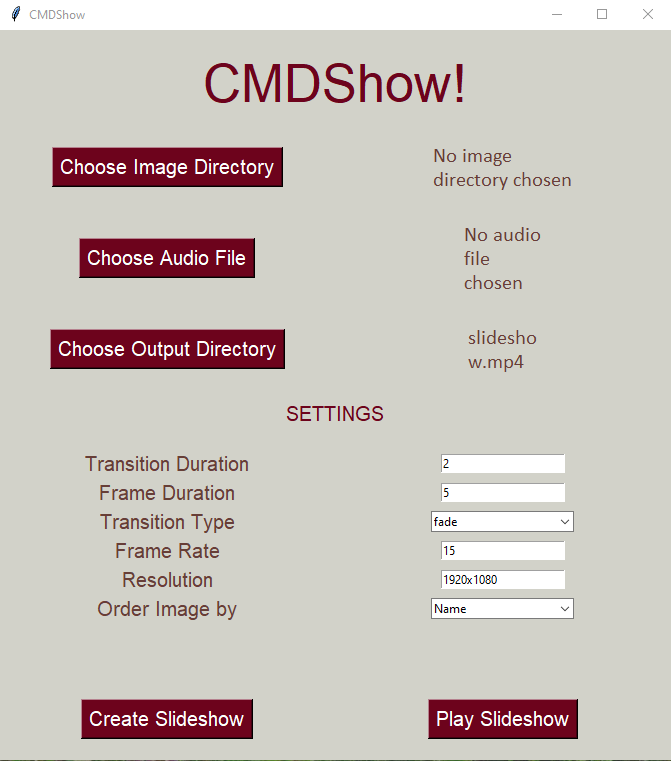 CMDShow
CMDShow!
Choose Image Directory
No image
directory chosen
Choose Audio File
No audio
file
chosen
Choose Output Directory
slidesho
w.mp4
SETTINGS
Transition Duration
2
Frame Duration
5
Transition Type
fade
Frame Rate
15
Resolution
1920x1080
Order Image by
Name
Create Slideshow
Play Slideshow